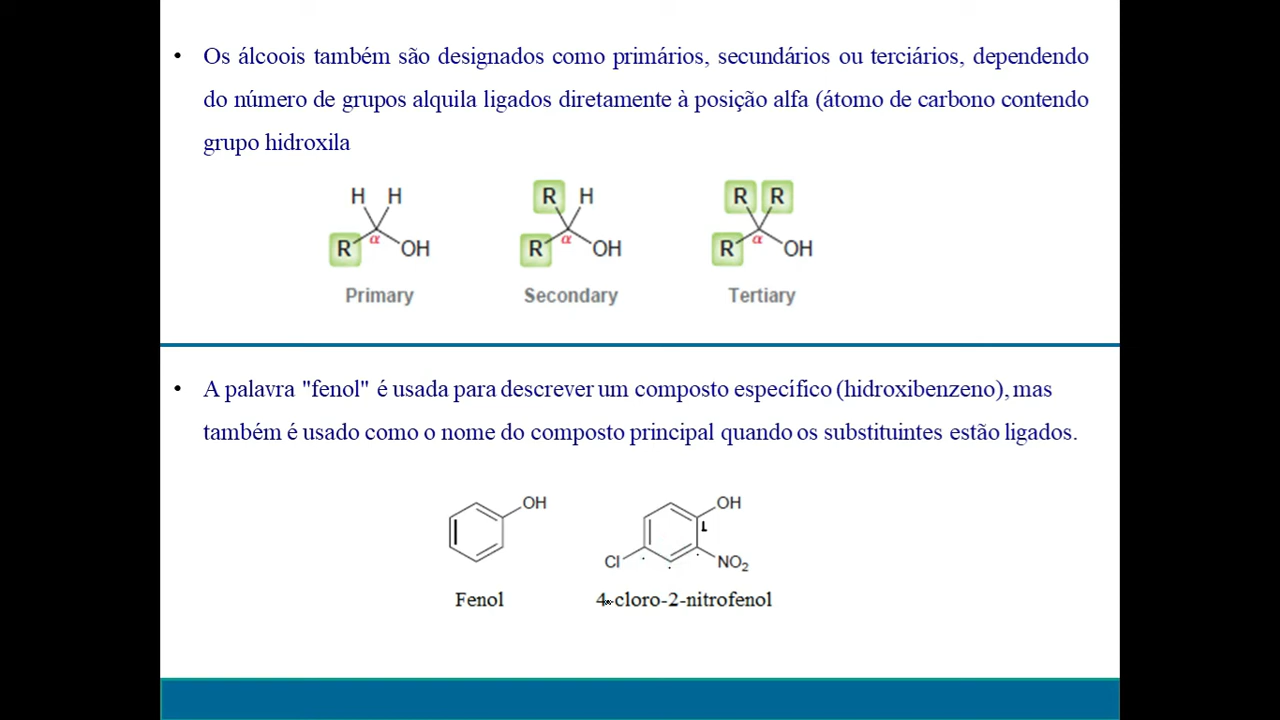 • Os álcoois também são designados como primários, secundários ou terciários, dependendo
do número de grupos alquila ligados diretamente à posição alfa (átomo de carbono contendo
grupo hidroxila
H H R H R R
R α OH R α OH R α OH
Primary Secondary Tertiary
• A palavra "fenol" é usada para descrever um composto específico (hidroxibenzeno), mas
também é usado como o nome do composto principal quando os substituintes estão ligados.
OH OH
1
Cl NO2
Fenol 4-cloro-2-nitrofenol